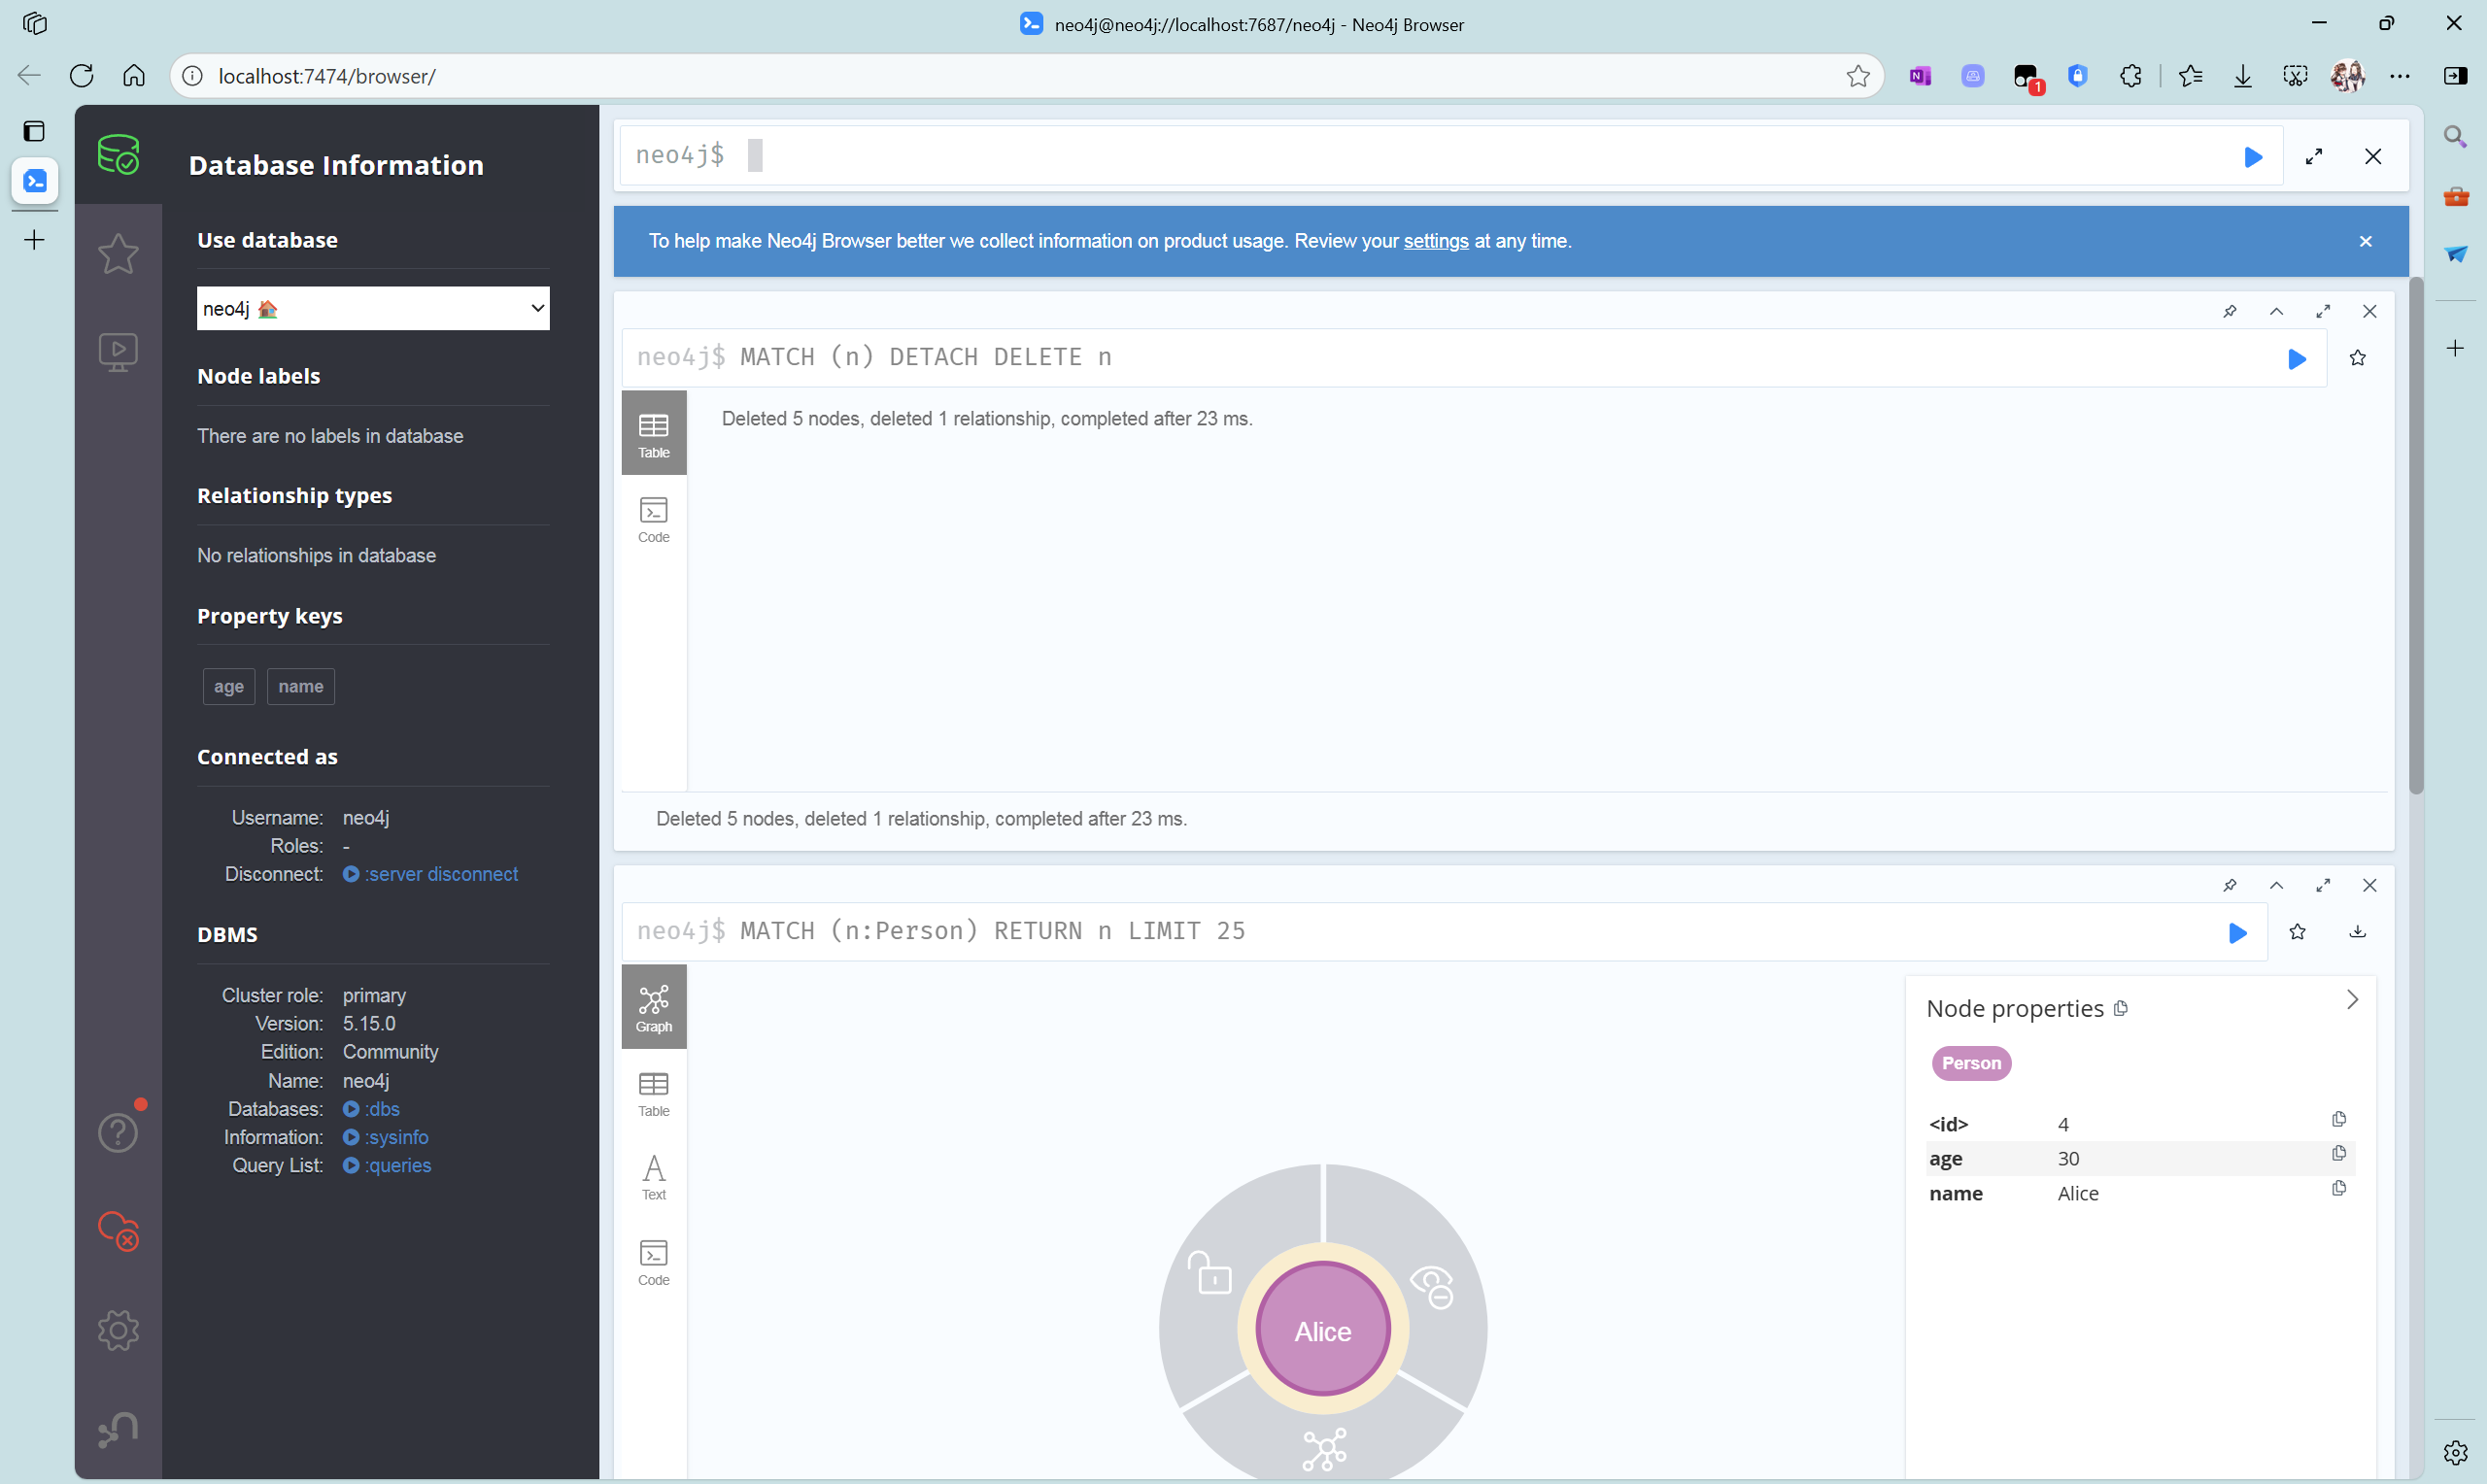 neo4j@neo4j://localhost:7687/neo4j - Neo4j Browser
localhost:7474/browser/
1
Database Information
Use database
neo4j
Node labels
There are no labels in database
Relationship types
No relationships in database
Property keys
age name
Connected as
Username: neo4j
Roles: -
Disconnect: :server disconnect
DBMS
Cluster role: primary
Version: 5.15.0
Edition: Community
Name: neo4j
Databases: :dbs
Information: :sysinfo
Query List: :queries
neo4j$
To help make Neo4j Browser better we collect information on product usage. Review your settings at any time.
neo4j$ MATCH (n) DETACH DELETE n
Table
Code
Deleted 5 nodes, deleted 1 relationship, completed after 23 ms.
Deleted 5 nodes, deleted 1 relationship, completed after 23 ms.
neo4j$ MATCH (n:Person) RETURN n LIMIT 25
Graph
Table
Text
Code
Alice
Node properties
Person
<id> 4
age 30
name Alice